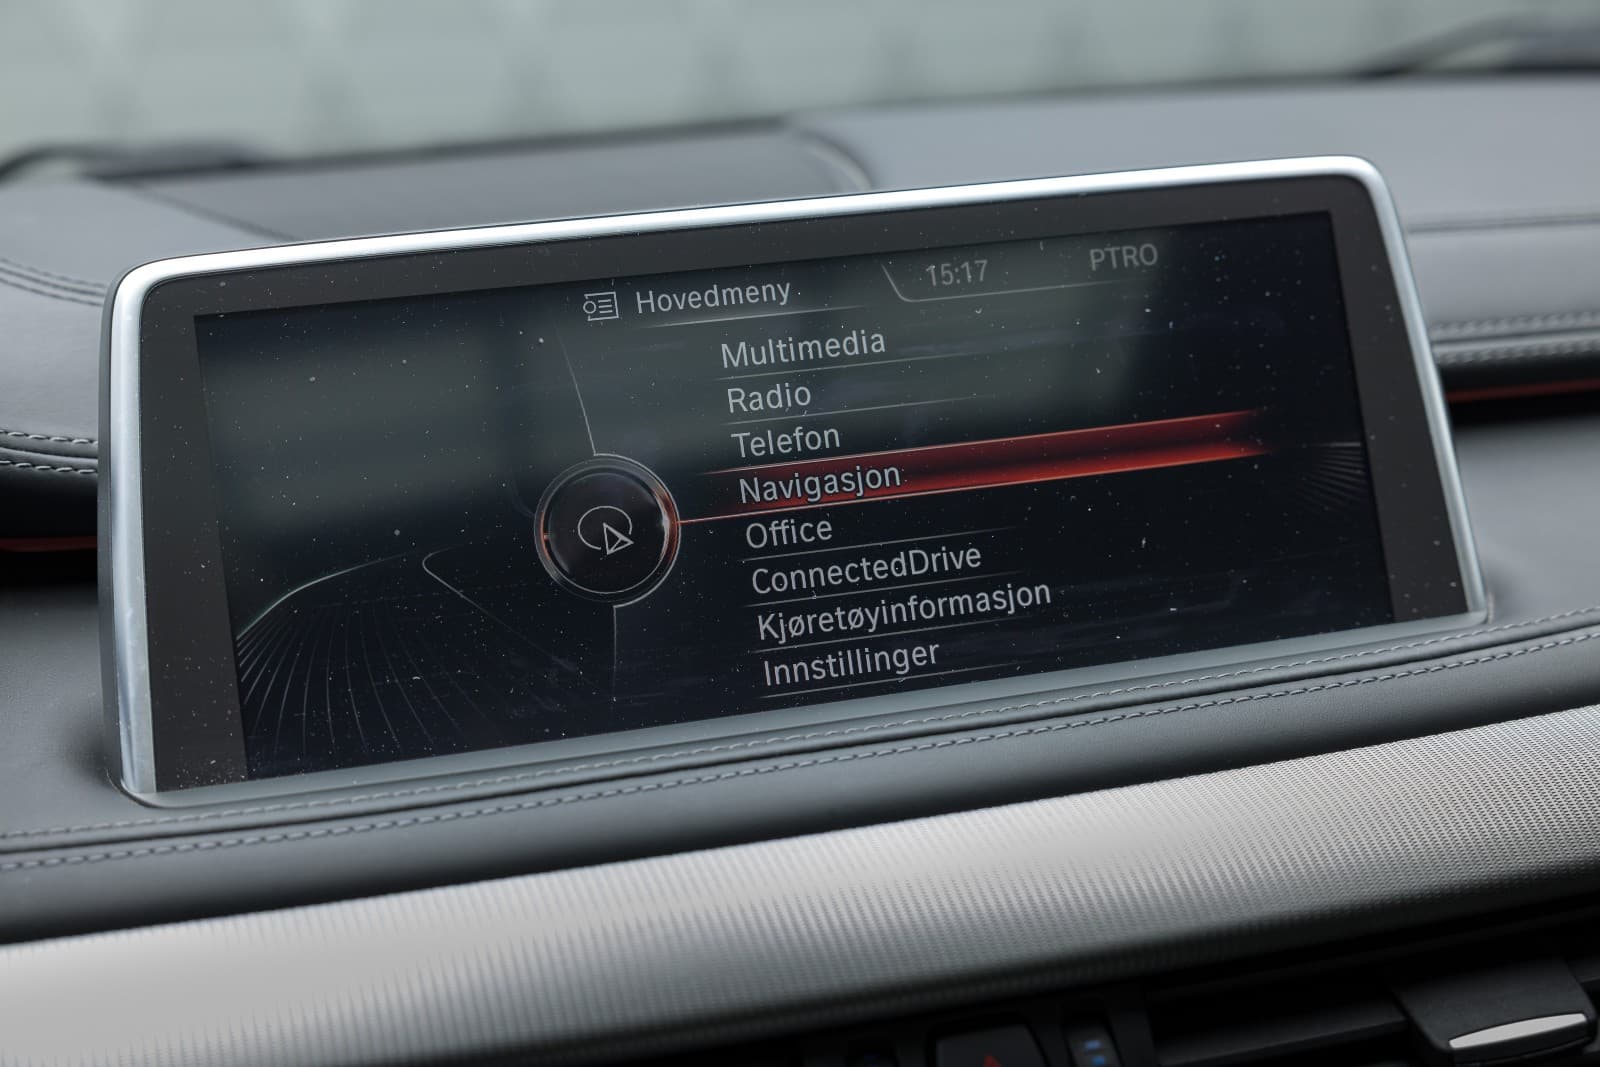 Hovedmeny
15:17
PTRO
Multimedia
Radio
Telefon
Navigasjon
Office
ConnectedDrive
Kjøretøyinformasjon
Innstillinger